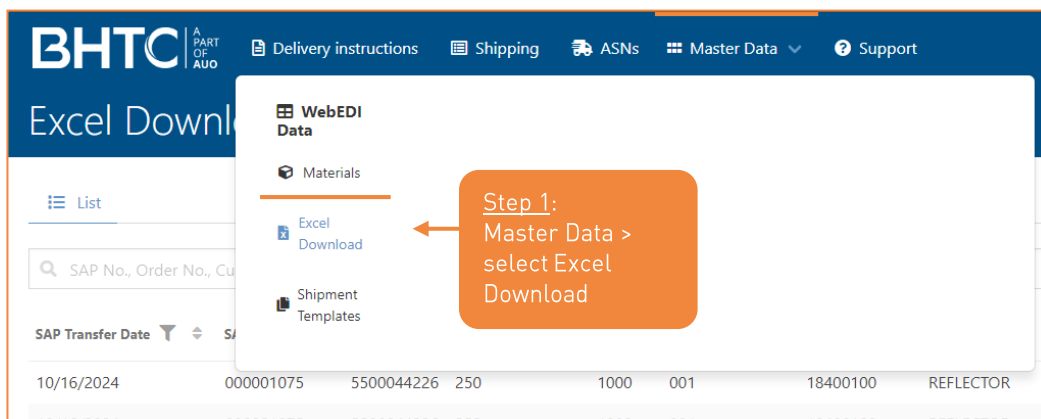 BHTC A PART OF AUO
Delivery instructions Shipping ASNs Master Data Support
Excel Downl
WebEDI
Data
Materials
List
Excel
Download
Step 1:
Master Data >
select Excel
Download
SAP No., Order No., Cu
Shipment
Templates
SAP Transfer Date SA
10/16/2024 000001075 5500044226 250 1000 001 18400100 REFLECTOR